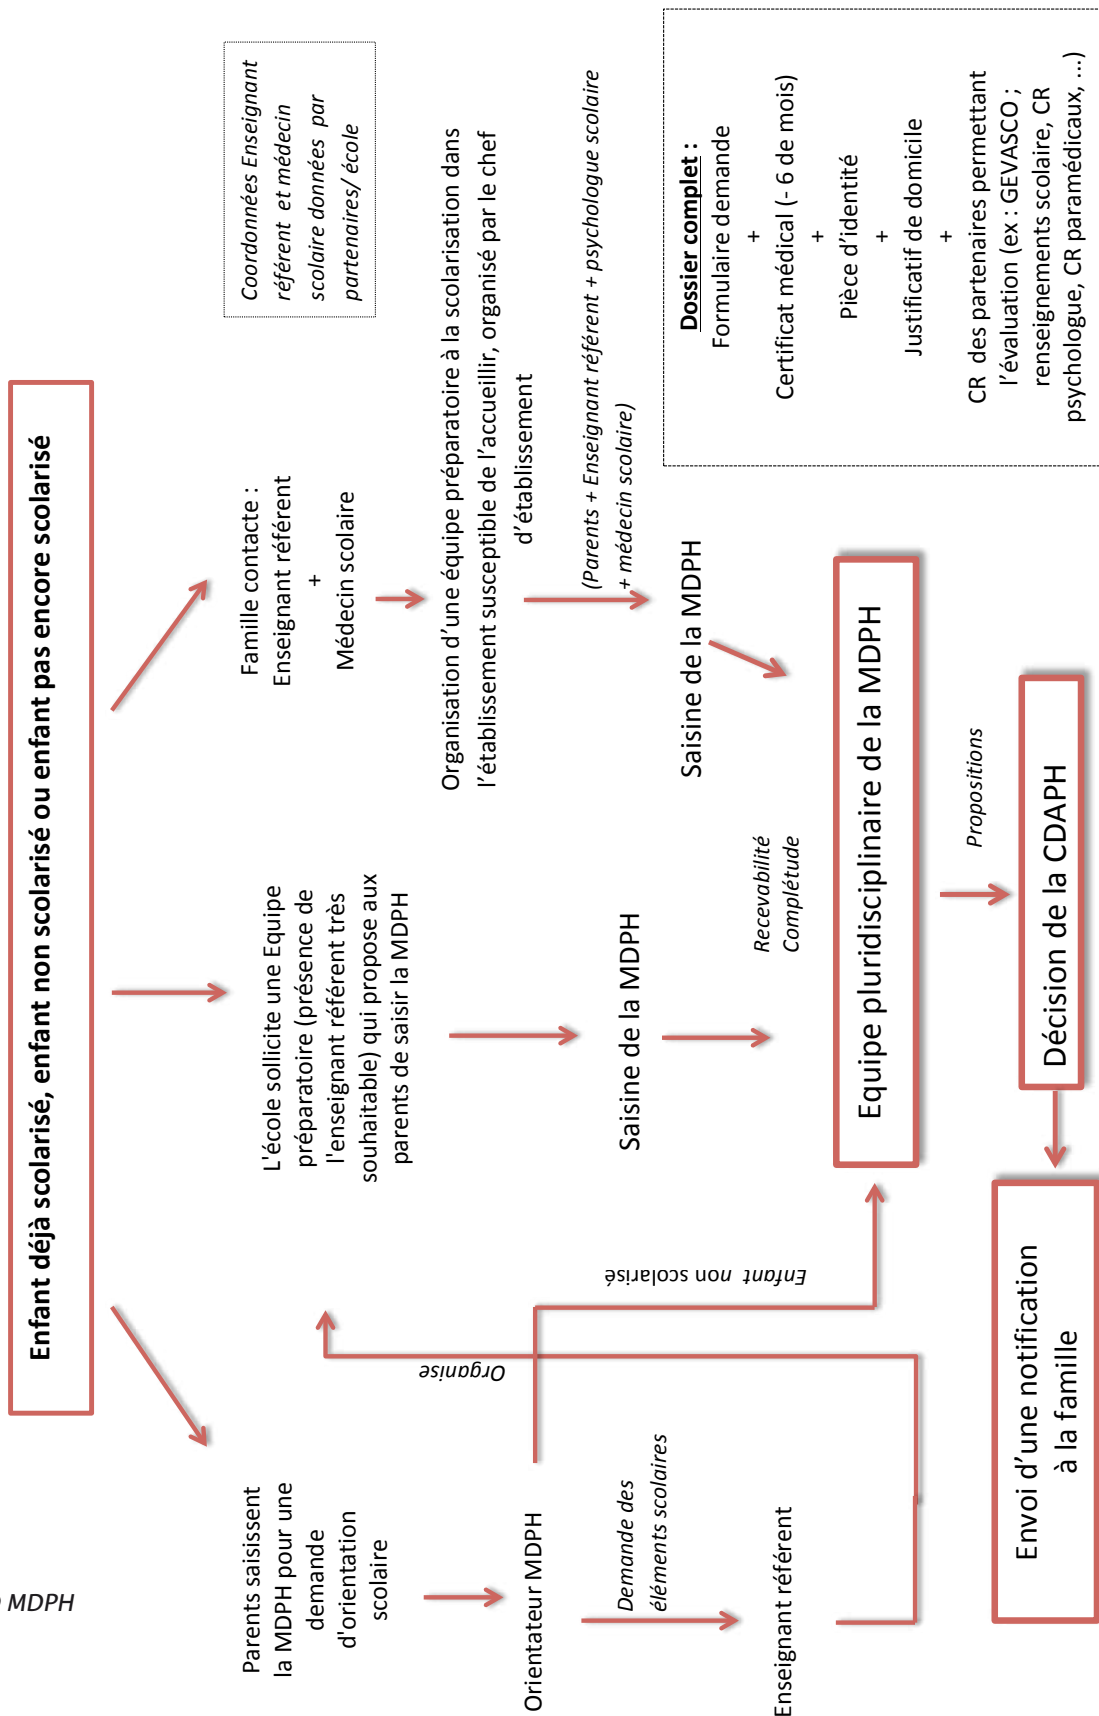 MDPH
Enfant déjà scolarisé, enfant non scolarisé ou enfant pas encore scolarisé
Parents saisissent
la MDPH pour une
demande
d'orientation
scolaire
Orientateur MDPH
Demande des
éléments scolaires
Enseignant référent
Organise
Enfant non scolarisé
L'école sollicite une Equipe
préparatoire (présence de
l'enseignant référent très
souhaitable) qui propose aux
parents de saisir la MDPH
Saisine de la MDPH
Recevabilité
Complétude
Famille contacte :
Enseignant référent
+
Médecin scolaire
Coordonnées Enseignant
référent et médecin
scolaire données par
partenaires/ école
Organisation d'une équipe préparatoire à la scolarisation dans
l'établissement susceptible de l'accueillir, organisé par le chef
d'établissement
(Parents + Enseignant référent + psychologue scolaire
+ médecin scolaire)
Saisine de la MDPH
Equipe pluridisciplinaire de la MDPH
Propositions
Décision de la CDAPH
Envoi d'une notification
à la famille
Dossier complet :
Formulaire demande
+
Certificat médical (- 6 de mois)
+
Pièce d'identité
+
Justificatif de domicile
+
CR des partenaires permettant
l'évaluation (ex : GEVASCO ;
renseignements scolaire, CR
psychologue, CR paramédicaux, ...)